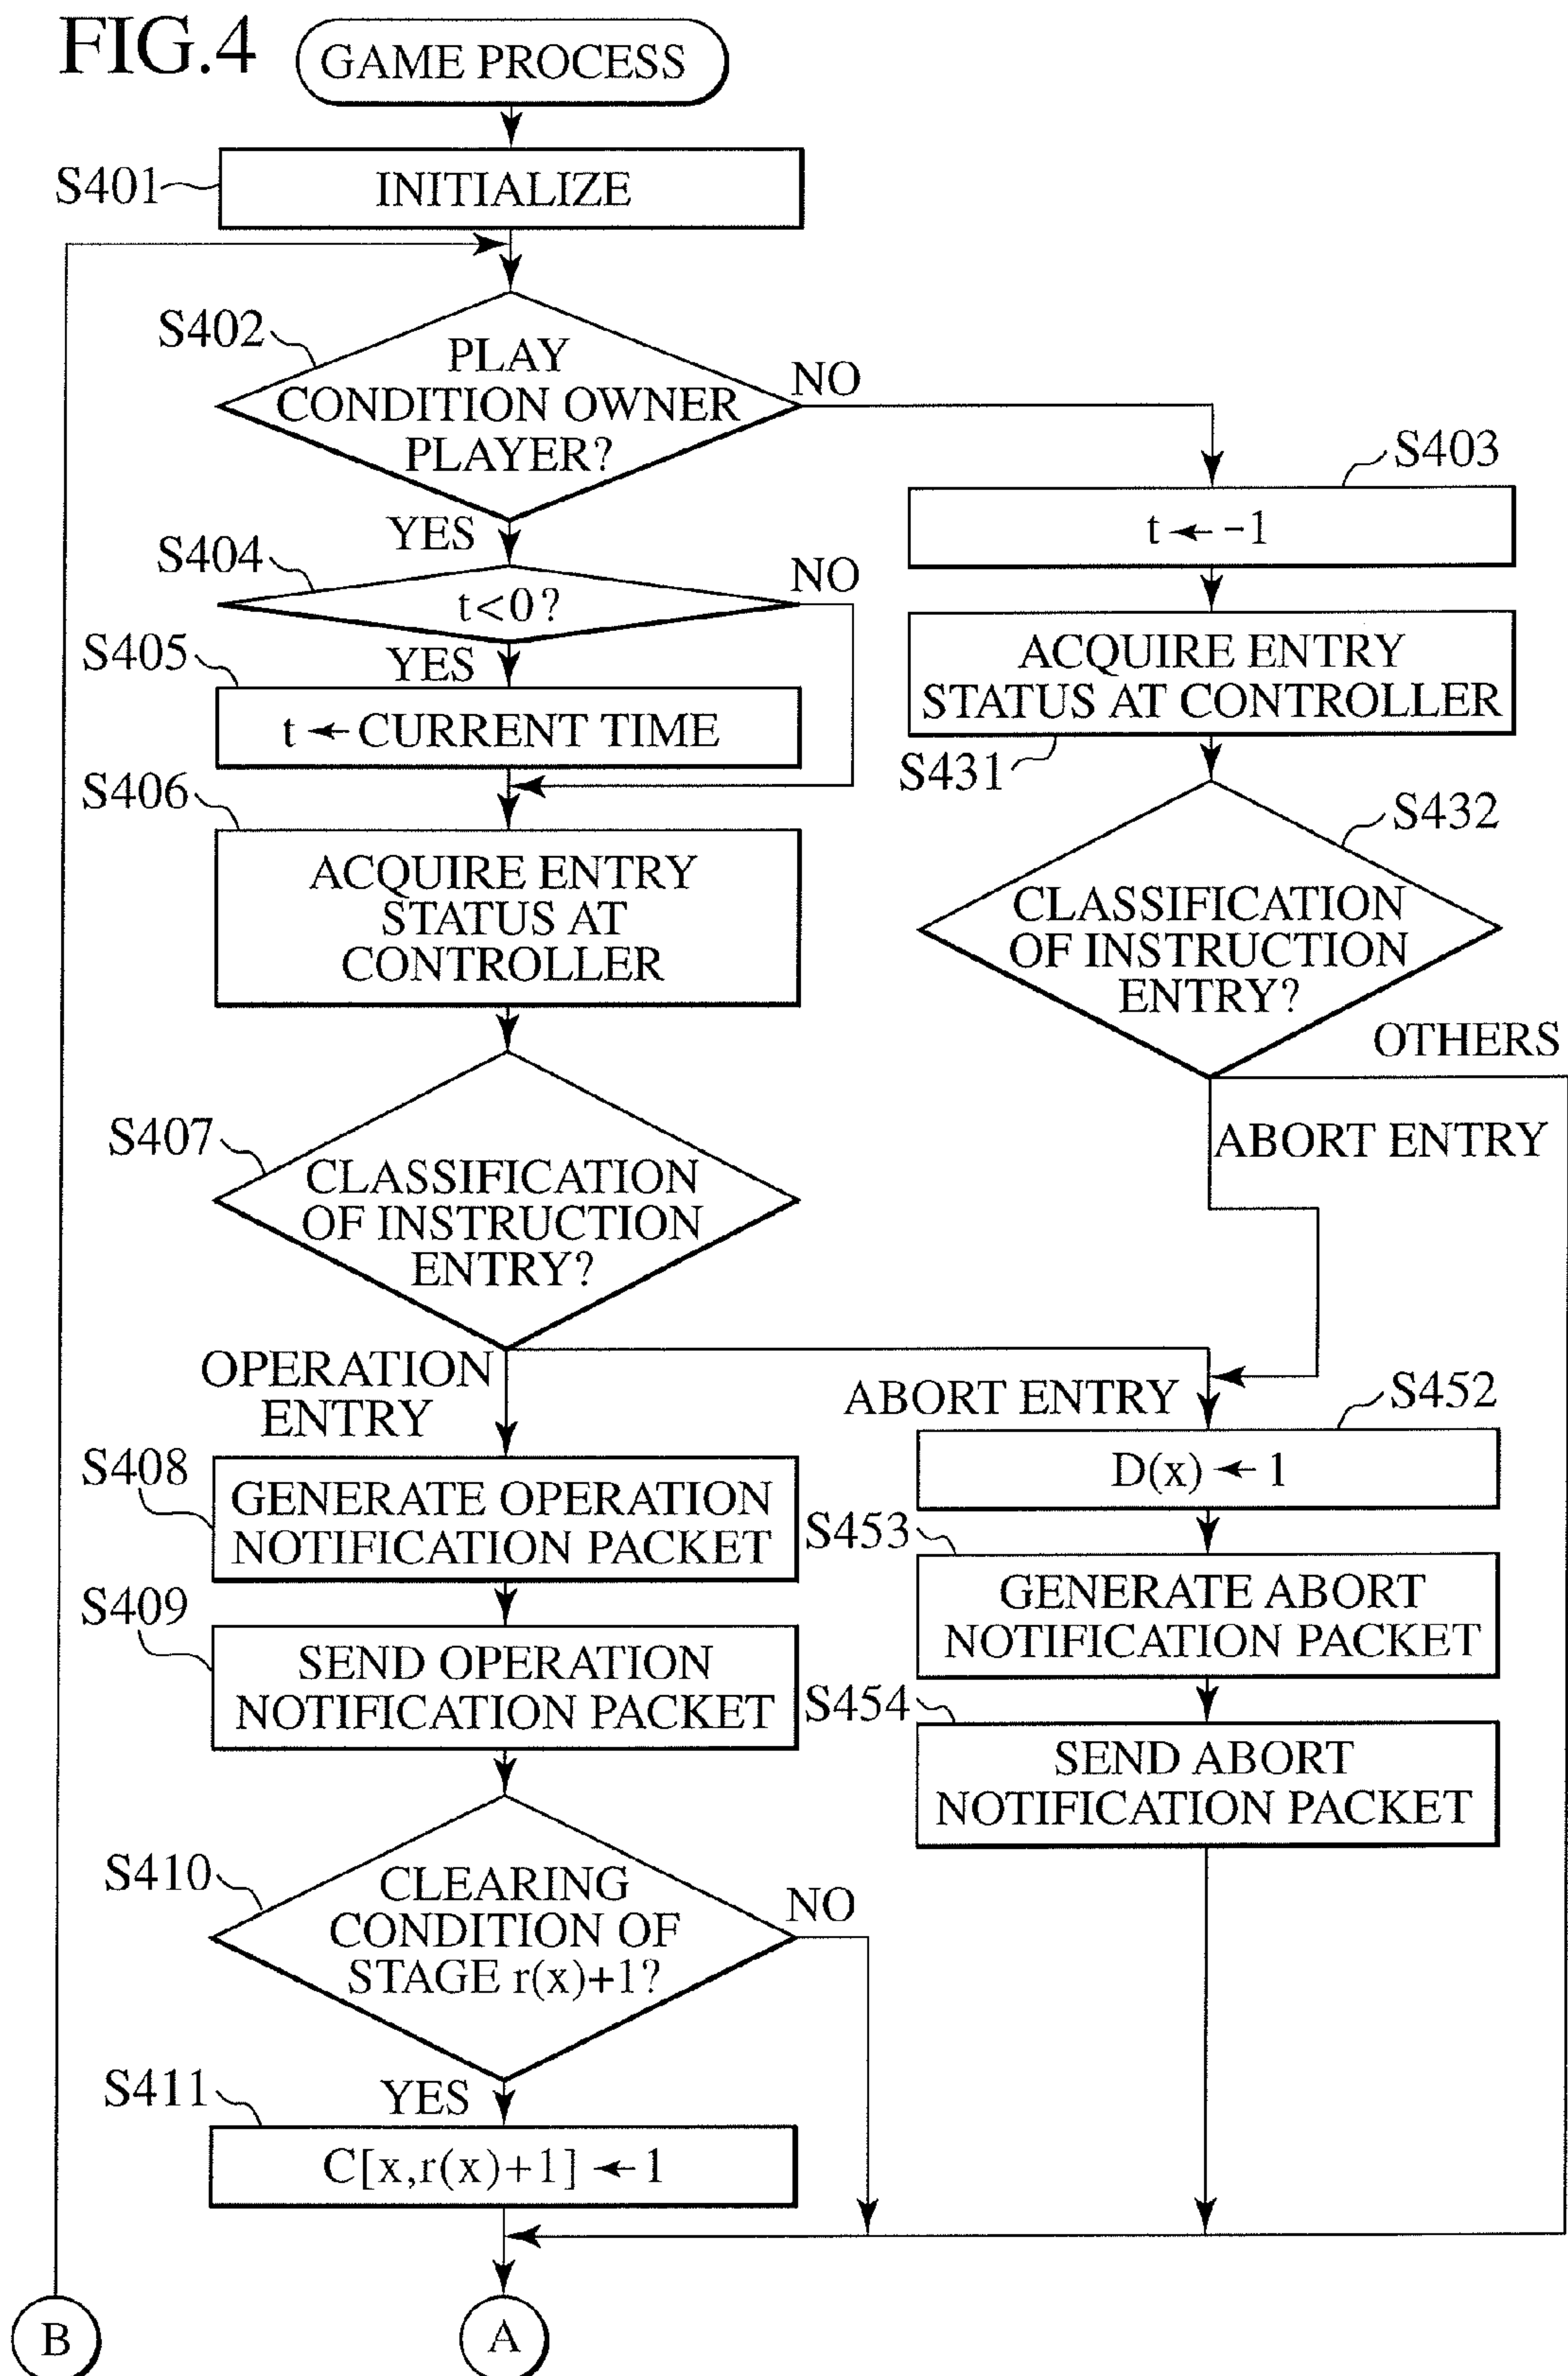 FIG.4
GAME PROCESS
S401
INITIALIZE
S402
PLAY
CONDITION OWNER
PLAYER?
NO
YES
S403
t ← -1
S404
t<0?
NO
YES
S405
t ← CURRENT TIME
ACQUIRE ENTRY
STATUS AT CONTROLLER
S431
S406
ACQUIRE ENTRY
STATUS AT
CONTROLLER
S432
CLASSIFICATION
OF INSTRUCTION
ENTRY?
OTHERS
ABORT ENTRY
S407
CLASSIFICATION
OF INSTRUCTION
ENTRY?
OPERATION
ENTRY
ABORT ENTRY
S452
D(x) ← 1
S408
GENERATE OPERATION
NOTIFICATION PACKET
S453
GENERATE ABORT
NOTIFICATION PACKET
S409
SEND OPERATION
NOTIFICATION PACKET
S454
SEND ABORT
NOTIFICATION PACKET
S410
CLEARING
CONDITION OF
STAGE r(x)+1?
NO
YES
S411
C[x,r(x)+1] ← 1
B
A